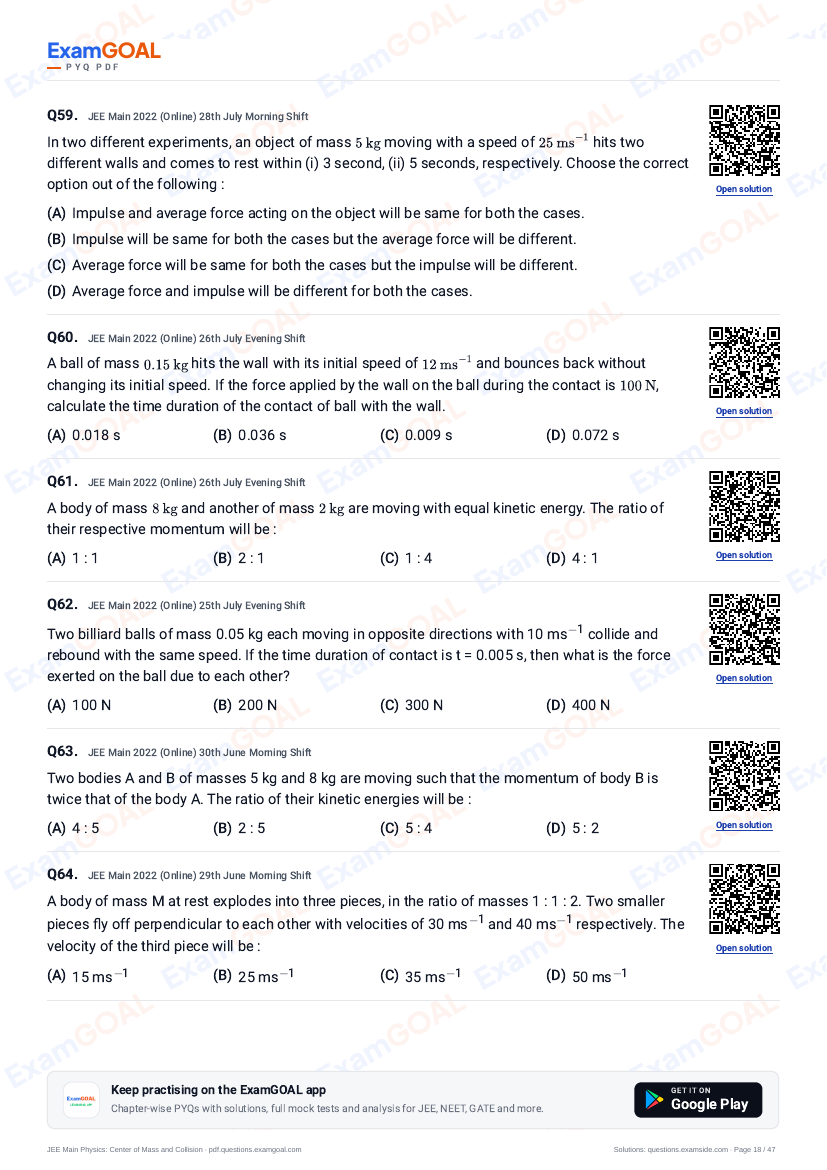 ExamGOAL
PYQ PDF
Q59. JEE Main 2022 (Online) 28th July Morning Shift
In two different experiments, an object of mass 5 kg moving with a speed of 25 ms⁻¹ hits two
different walls and comes to rest within (i) 3 second, (ii) 5 seconds, respectively. Choose the correct
option out of the following :
Open solution
(A) Impulse and average force acting on the object will be same for both the cases.
(B) Impulse will be same for both the cases but the average force will be different.
(C) Average force will be same for both the cases but the impulse will be different.
(D) Average force and impulse will be different for both the cases.
Q60. JEE Main 2022 (Online) 26th July Evening Shift
A ball of mass 0.15 kg hits the wall with its initial speed of 12 ms⁻¹ and bounces back without
changing its initial speed. If the force applied by the wall on the ball during the contact is 100 N,
calculate the time duration of the contact of ball with the wall.
Open solution
(A) 0.018 s (B) 0.036 s (C) 0.009 s (D) 0.072 s
Q61. JEE Main 2022 (Online) 26th July Evening Shift
A body of mass 8 kg and another of mass 2 kg are moving with equal kinetic energy. The ratio of
their respective momentum will be :
Open solution
(A) 1 : 1 (B) 2 : 1 (C) 1 : 4 (D) 4 : 1
Q62. JEE Main 2022 (Online) 25th July Evening Shift
Two billiard balls of mass 0.05 kg each moving in opposite directions with 10 ms⁻¹ collide and
rebound with the same speed. If the time duration of contact is t = 0.005 s, then what is the force
exerted on the ball due to each other?
Open solution
(A) 100 N (B) 200 N (C) 300 N (D) 400 N
Q63. JEE Main 2022 (Online) 30th June Morning Shift
Two bodies A and B of masses 5 kg and 8 kg are moving such that the momentum of body B is
twice that of the body A. The ratio of their kinetic energies will be :
Open solution
(A) 4 : 5 (B) 2 : 5 (C) 5 : 4 (D) 5 : 2
Q64. JEE Main 2022 (Online) 29th June Morning Shift
A body of mass M at rest explodes into three pieces, in the ratio of masses 1 : 1 : 2. Two smaller
pieces fly off perpendicular to each other with velocities of 30 ms⁻¹ and 40 ms⁻¹ respectively. The
velocity of the third piece will be :
Open solution
(A) 15 ms⁻¹ (B) 25 ms⁻¹ (C) 35 ms⁻¹ (D) 50 ms⁻¹
ExamGOAL
Keep practising on the ExamGOAL app
Chapter-wise PYQs with solutions, full mock tests and analysis for JEE, NEET, GATE and more.
GET IT ON
Google Play
JEE Main Physics: Center of Mass and Collision · pdf.questions.examgoal.com
Solutions: questions.examside.com · Page 18 / 47